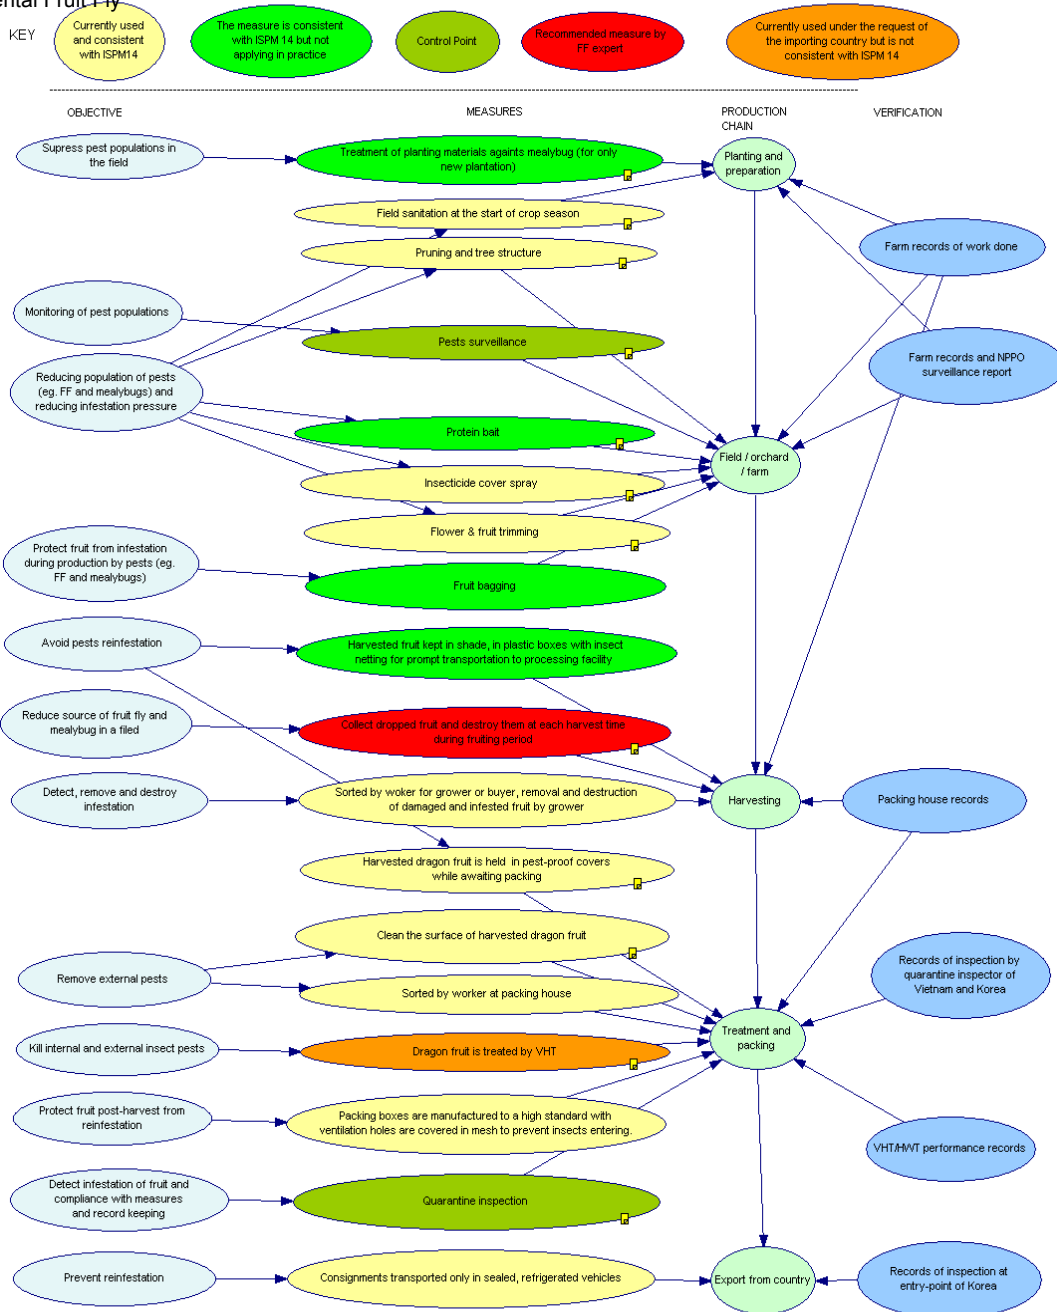 ental Fruit Fly
KEY
Currently used
and consistent
with ISPM14
The measure is consistent
with ISPM 14 but not
applying in practice
Control Point
Recommended measure by
FF expert
Currently used under the request of
the importing country but is not
consistent with ISPM 14
OBJECTIVE
MEASURES
PRODUCTION
CHAIN
VERIFICATION
Supress pest populations in
the field
Treatment of planting materials againts mealybug (for only
new plantation)
Planting and
preparation
Field sanitation at the start of crop season
Pruning and tree structure
Farm records of work done
Monitoring of pest populations
Pests surveillance
Farm records and NPPO
surveillance report
Reducing population of pests
(eg. FF and mealybugs) and
reducing infestation pressure
Protein bait
Field / orchard
/ farm
Insecticide cover spray
Flower & fruit trimming
Protect fruit from infestation
during production by pests (eg.
FF and mealybugs)
Fruit bagging
Avoid pests reinfestation
Harvested fruit kept in shade, in plastic boxes with insect
netting for prompt transportation to processing facility
Reduce source of fruit fly and
mealybug in a filed
Collect dropped fruit and destroy them at each harvest time
during fruiting period
Detect, remove and destroy
infestation
Sorted by woker for grower or buyer, removal and destruction
of damaged and infested fruit by grower
Harvesting
Packing house records
Harvested dragon fruit is held in pest-proof covers
while awaiting packing
Clean the surface of harvested dragon fruit
Remove external pests
Sorted by worker at packing house
Records of inspection by
quarantine inspector of
Vietnam and Korea
Treatment and
packing
Kill internal and external insect pests
Dragon fruit is treated by VHT
Protect fruit post-harvest from
reinfestation
Packing boxes are manufactured to a high standard with
ventilation holes are covered in mesh to prevent insects entering.
VHT/HWT performance records
Detect infestation of fruit and
compliance with measures
and record keeping
Quarantine inspection
Prevent reinfestation
Consignments transported only in sealed, refrigerated vehicles
Export from country
Records of inspection at
entry-point of Korea